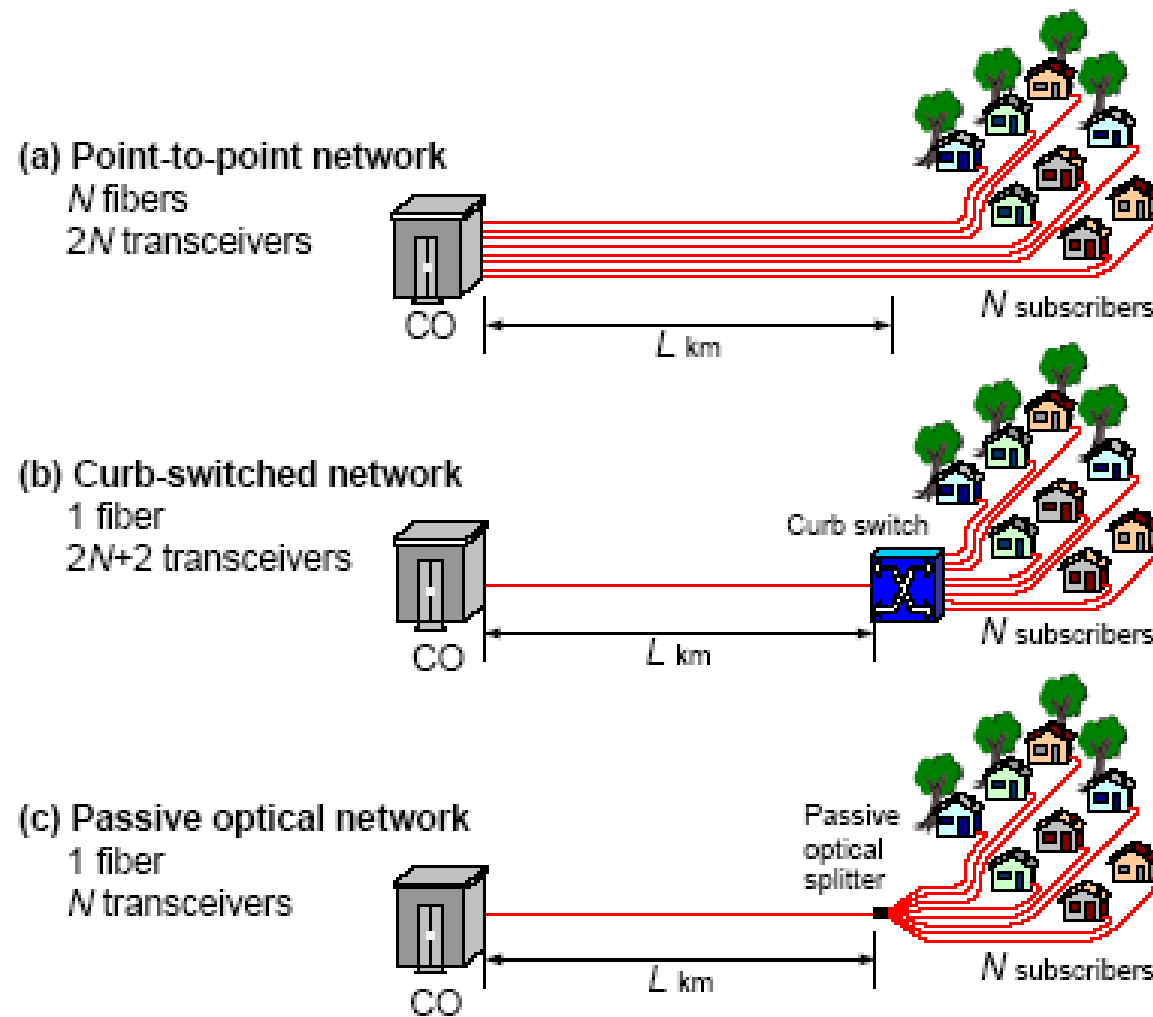 (a) Point-to-point network
N fibers
2N transceivers
CO
L km
N subscribers
(b) Curb-switched network
1 fiber
2N+2 transceivers
Curb switch
CO
L km
N subscribers
(c) Passive optical network
1 fiber
N transceivers
Passive
optical
splitter
CO
L km
N subscribers